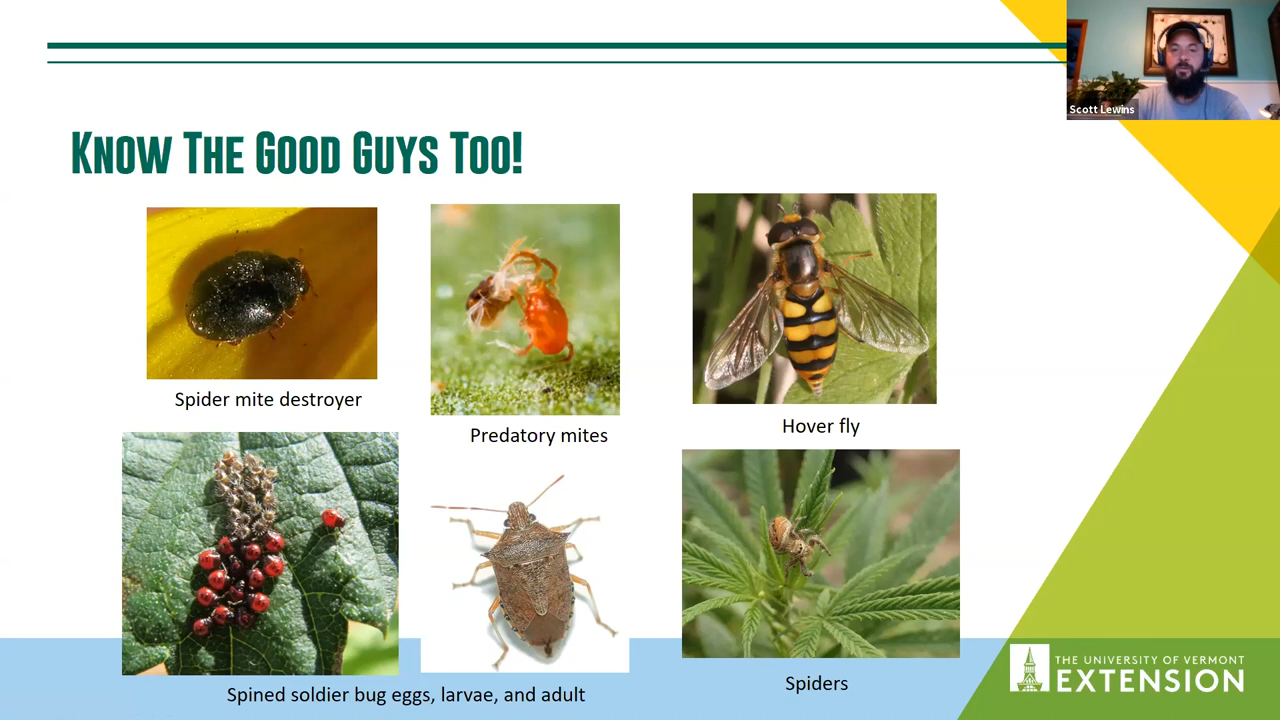 Scott Lewins
KNOW THE GOOD GUYS TOO!
Spider mite destroyer
Predatory mites
Hover fly
Spined soldier bug eggs, larvae, and adult
Spiders
THE UNIVERSITY OF VERMONT
EXTENSION